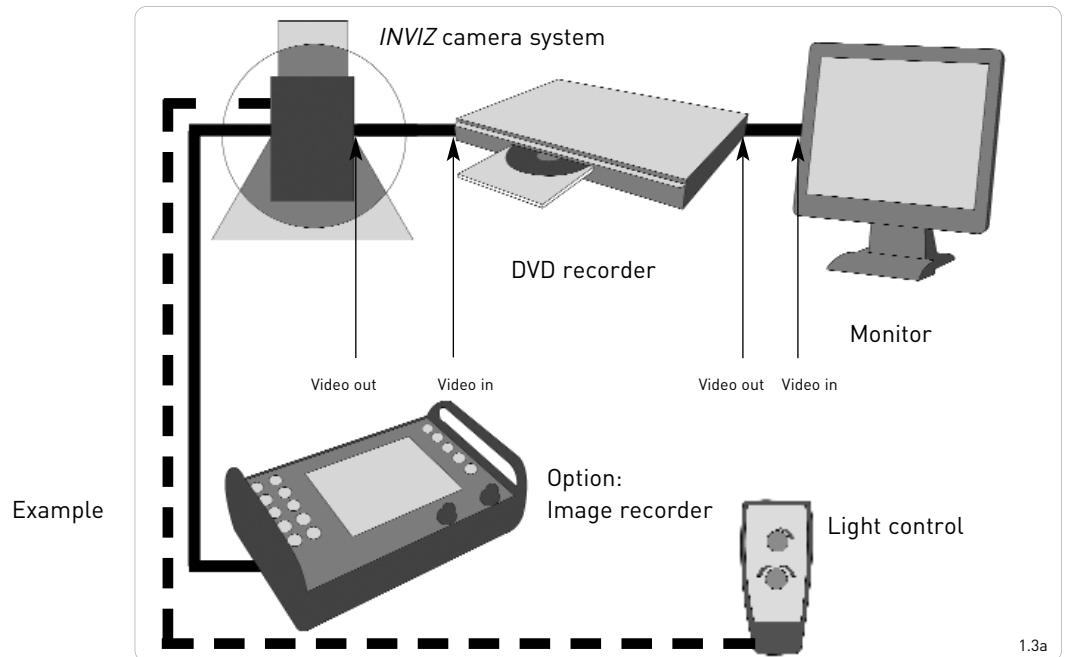 INVIZ camera system
DVD recorder
Monitor
Video out
Video in
Video out
Video in
Example
Option:
Image recorder
Light control
1.3a